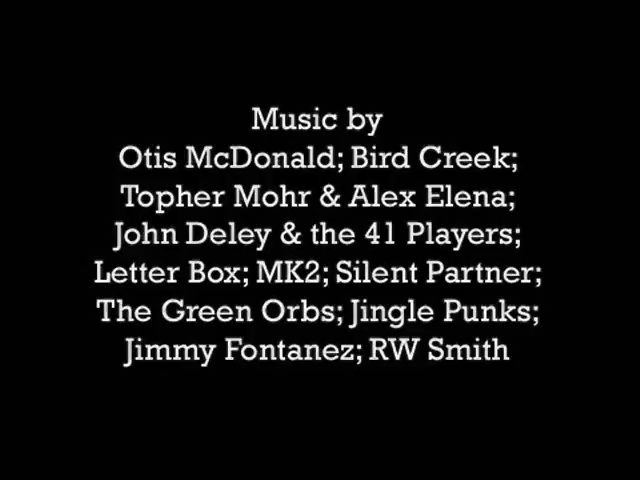 Music by
Otis McDonald; Bird Creek;
Topher Mohr & Alex Elena;
John Deley & the 41 Players;
Letter Box; MK2; Silent Partner;
The Green Orbs; Jingle Punks;
Jimmy Fontanez; RW Smith